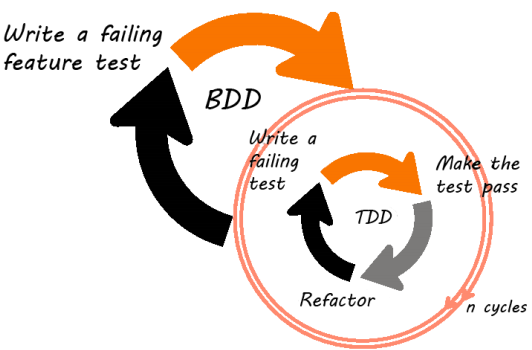 Write a failing
feature test
BDD
Write a
failing
test
Make the
test pass
TDD
Refactor
n cycles